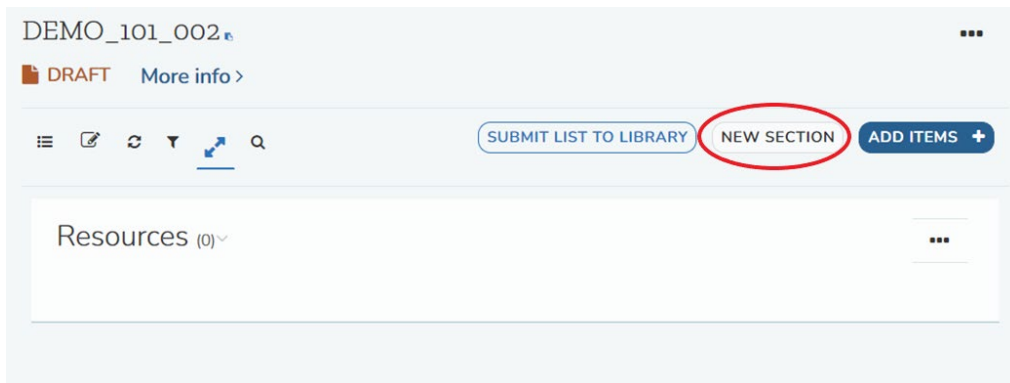 DEMO_101_002
DRAFT More info >
SUBMIT LIST TO LIBRARY NEW SECTION ADD ITEMS +
Resources (0)